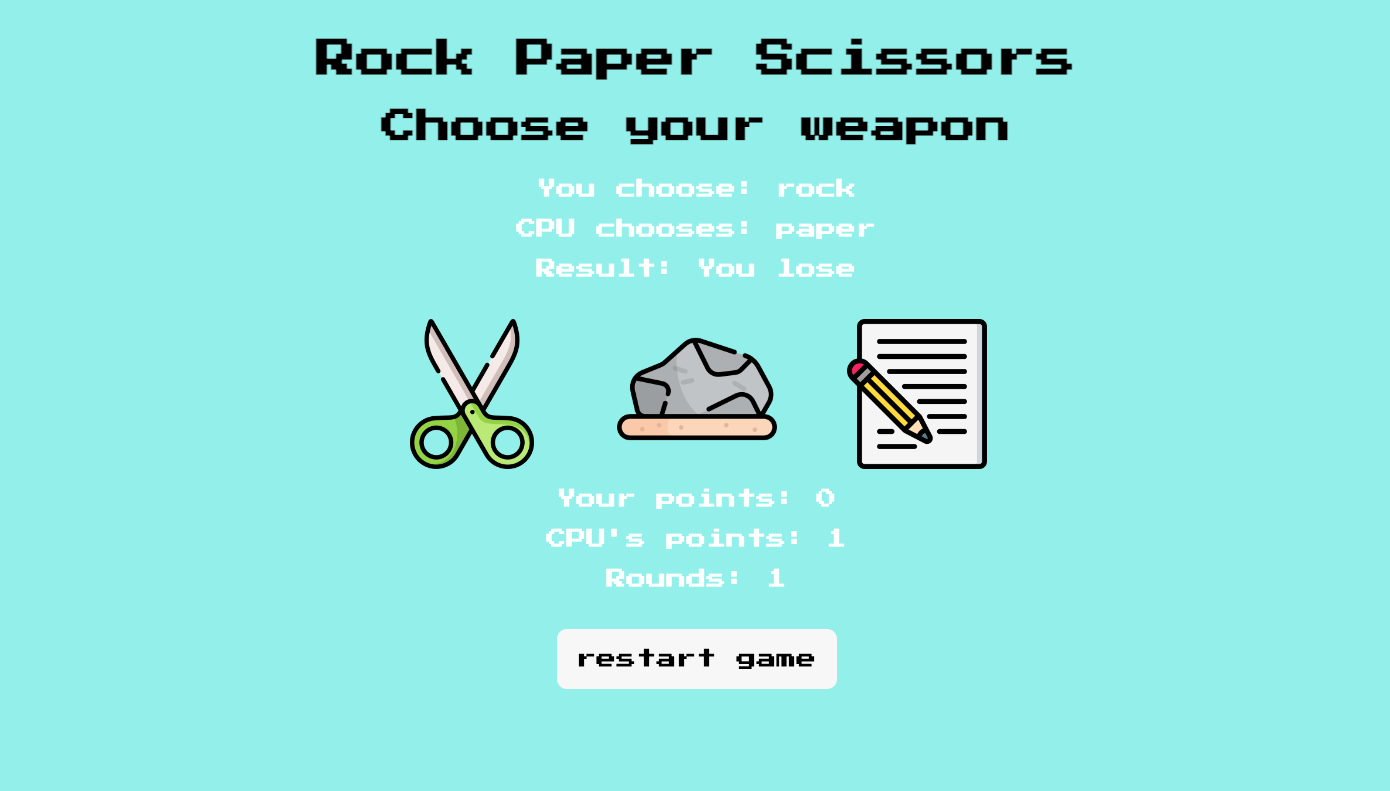 Rock Paper Scissors
Choose your weapon
You choose: rock
CPU chooses: paper
Result: You lose
Your points: 0
CPU's points: 1
Rounds: 1
restart game